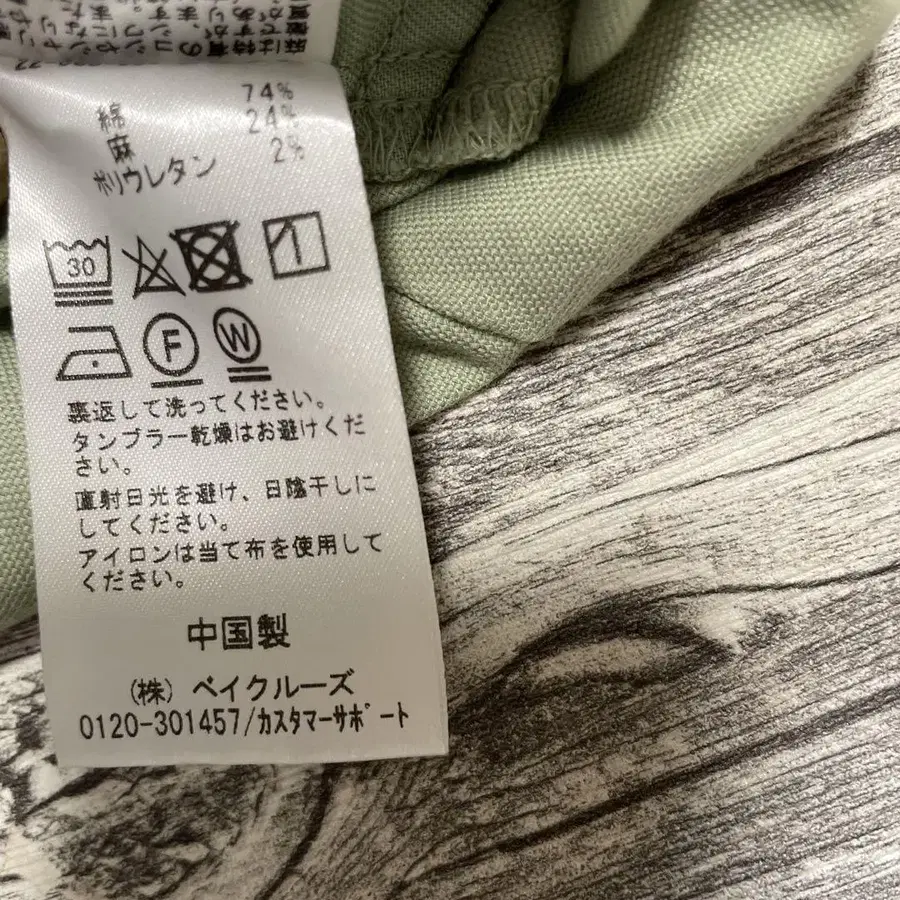 綿 74%
麻 24%
ポリウレタン 2%
30
F W
裏返して洗ってください。
タンブラー乾燥はお避けくだ
さい。
直射日光を避け、日陰干しに
してください。
アイロンは当て布を使用して
ください。
中国製
(株) ベイクルーズ
0120-301457/カスタマーサポート